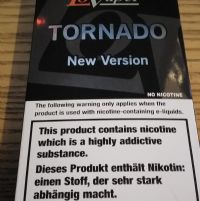 TORNADO
New Version
NO NICOTINE
The following warning only applies when the
product is used with nicotine-containing e-liquids.
This product contains nicotine
which is a highly addictive
substance.
Dieses Produkt enthält Nikotin:
einen Stoff, der sehr stark
abhängig macht.